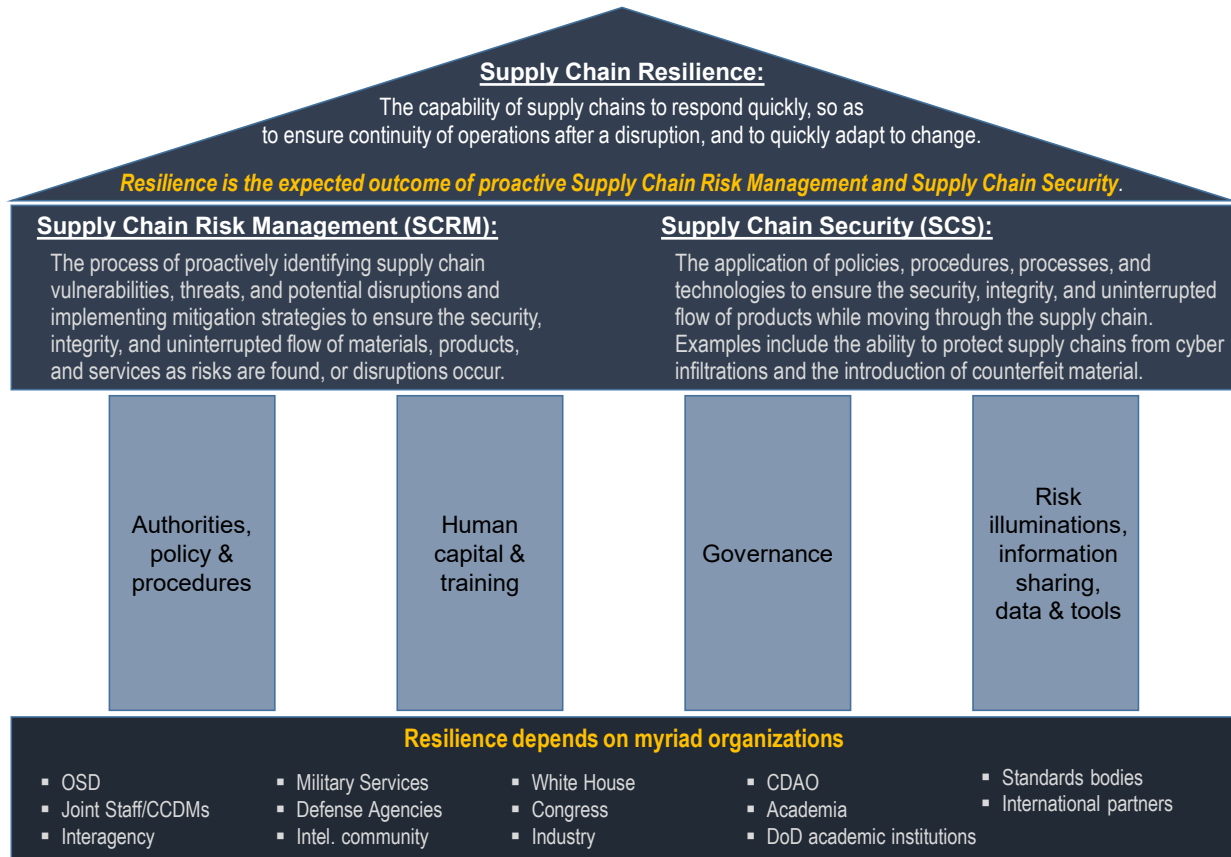 Supply Chain Resilience:
The capability of supply chains to respond quickly, so as
to ensure continuity of operations after a disruption, and to quickly adapt to change.
Resilience is the expected outcome of proactive Supply Chain Risk Management and Supply Chain Security.
Supply Chain Risk Management (SCRM):
The process of proactively identifying supply chain
vulnerabilities, threats, and potential disruptions and
implementing mitigation strategies to ensure the security,
integrity, and uninterrupted flow of materials, products,
and services as risks are found, or disruptions occur.
Supply Chain Security (SCS):
The application of policies, procedures, processes, and
technologies to ensure the security, integrity, and uninterrupted
flow of products while moving through the supply chain.
Examples include the ability to protect supply chains from cyber
infiltrations and the introduction of counterfeit material.
Authorities,
policy &
procedures
Human
capital &
training
Governance
Risk
illuminations,
information
sharing,
data & tools
Resilience depends on myriad organizations
▪ OSD
▪ Joint Staff/CCDMs
▪ Interagency
▪ Military Services
▪ Defense Agencies
▪ Intel. community
▪ White House
▪ Congress
▪ Industry
▪ CDAO
▪ Academia
▪ DoD academic institutions
▪ Standards bodies
▪ International partners